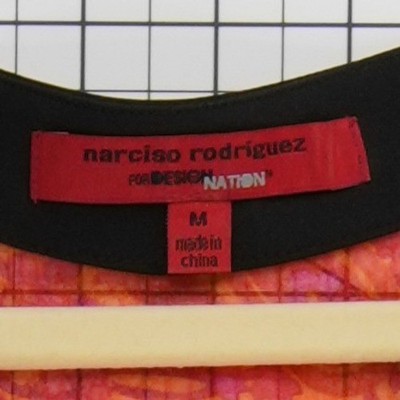 narciso rodriguez
FOR DESIGN NATION®
M
made in
china